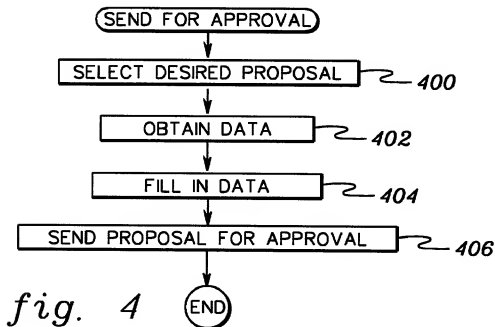 SEND FOR APPROVAL
SELECT DESIRED PROPOSAL 400
OBTAIN DATA 402
FILL IN DATA 404
SEND PROPOSAL FOR APPROVAL 406
fig. 4 END